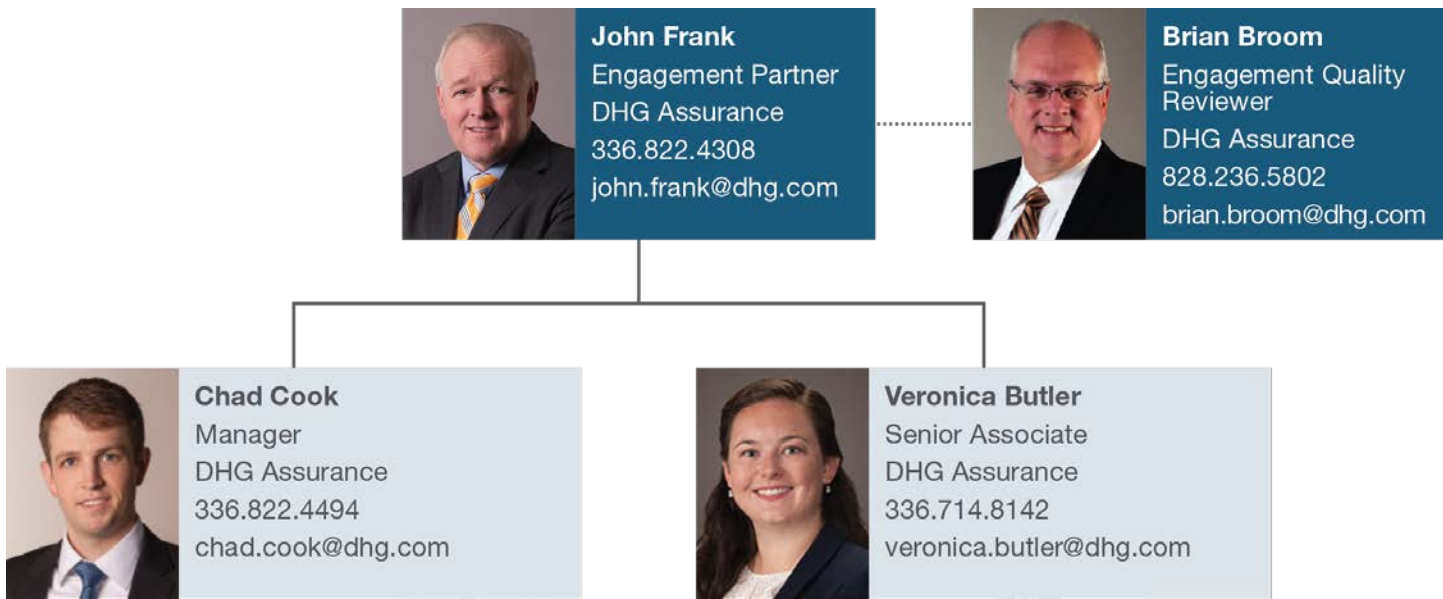 John Frank
Engagement Partner
DHG Assurance
336.822.4308
john.frank@dhg.com
Brian Broom
Engagement Quality
Reviewer
DHG Assurance
828.236.5802
brian.broom@dhg.com
Chad Cook
Manager
DHG Assurance
336.822.4494
chad.cook@dhg.com
Veronica Butler
Senior Associate
DHG Assurance
336.714.8142
veronica.butler@dhg.com